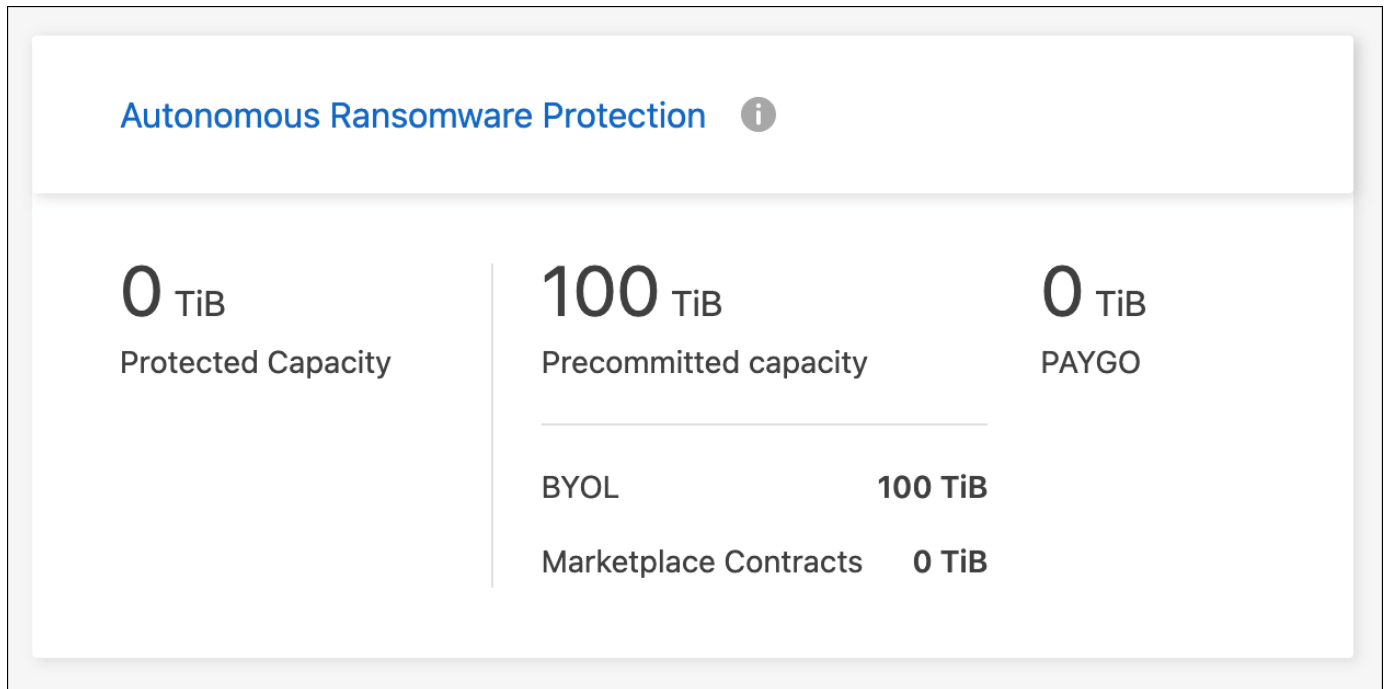 Autonomous Ransomware Protection
0 TiB
Protected Capacity
100 TiB
Precommitted capacity
BYOL 100 TiB
Marketplace Contracts 0 TiB
0 TiB
PAYGO